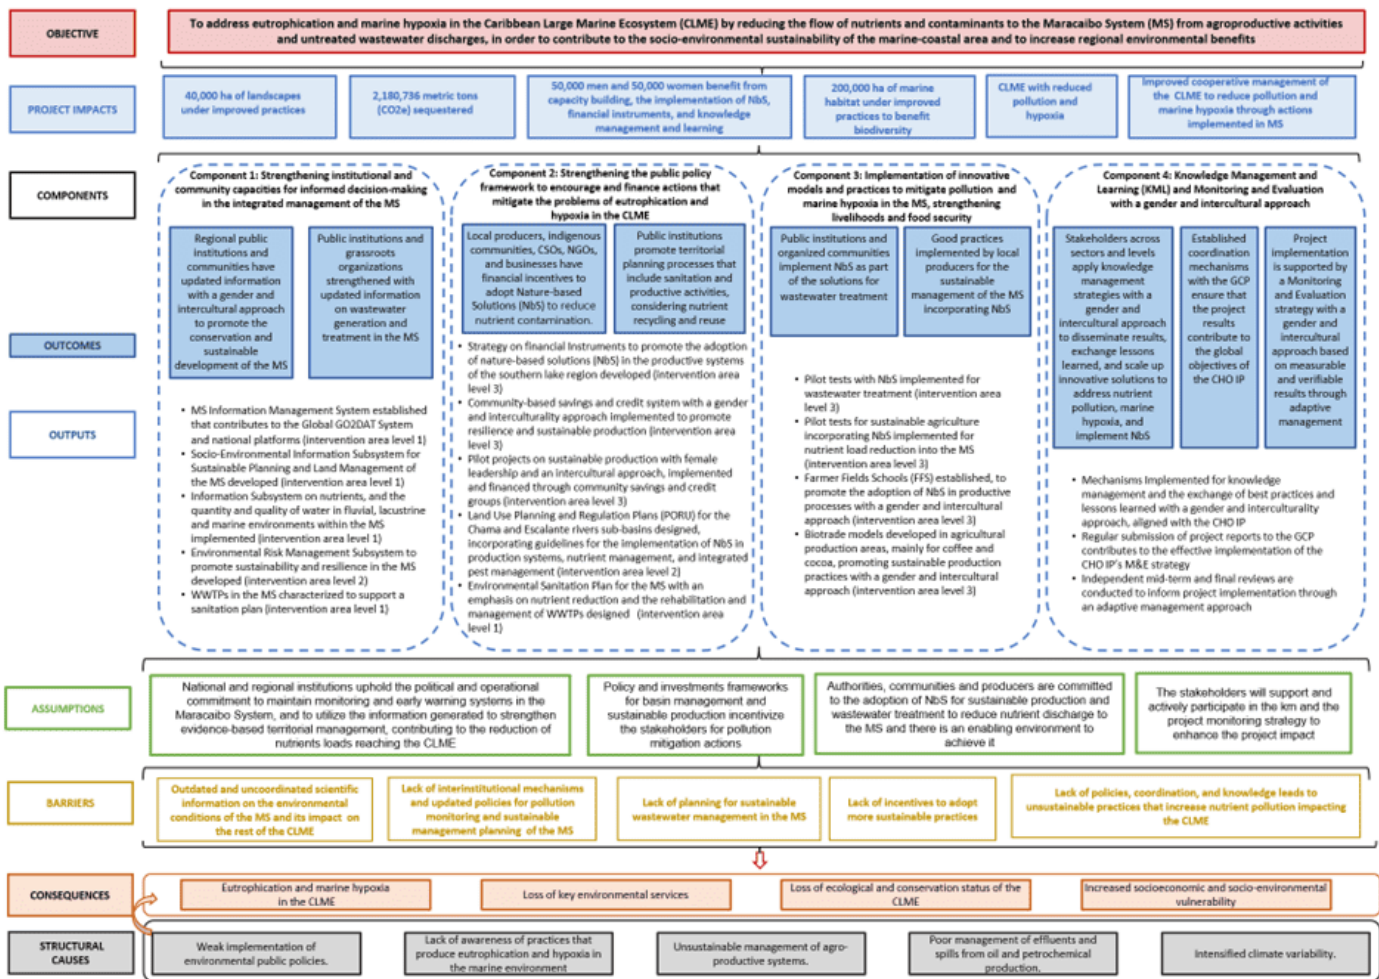 OBJECTIVE
To address eutrophication and marine hypoxia in the Caribbean Large Marine Ecosystem (CLME) by reducing the flow of nutrients and contaminants to the Maracaibo System (MS) from agroproductive activities
and untreated wastewater discharges, in order to contribute to the socio-environmental sustainability of the marine-coastal area and to increase regional environmental benefits
PROJECT IMPACTS
40,000 ha of landscapes
under improved practices
2,180,736 metric tons
(CO2e) sequestered
50,000 men and 50,000 women benefit from
capacity building, the implementation of NbS,
financial instruments, and knowledge
management and learning
200,000 ha of marine
habitat under improved
practices to benefit
biodiversity
CLME with reduced
pollution and
hypoxia
Improved cooperative management of
the CLME to reduce pollution and
marine hypoxia through actions
implemented in MS
COMPONENTS
Component 1: Strengthening institutional and
community capacities for informed decision-making
in the integrated management of the MS
Component 2: Strengthening the public policy
framework to encourage and finance actions that
mitigate the problems of eutrophication and
hypoxia in the CLME
Component 3: Implementation of innovative
models and practices to mitigate pollution and
marine hypoxia in the MS, strengthening
livelihoods and food security
Component 4: Knowledge Management and
Learning (KML) and Monitoring and Evaluation
with a gender and intercultural approach
OUTCOMES
Regional public
institutions and
communities have
updated information
with a gender and
intercultural approach
to promote the
conservation and
sustainable
development of the MS
Public institutions and
grassroots
organizations
strengthened with
updated information
on wastewater
generation and
treatment in the MS
Local producers, indigenous
communities, CSOs, NGOs,
and businesses have
financial incentives to
adopt Nature-based
Solutions (NbS) to reduce
nutrient contamination.
Public institutions
promote territorial
planning processes that
include sanitation and
productive activities,
considering nutrient
recycling and reuse
Public institutions and
organized communities
implement NbS as part of
the solutions for
wastewater treatment
Good practices
implemented by local
producers for the
sustainable
management of the MS
incorporating NbS
Stakeholders across
sectors and levels
apply knowledge
management
strategies with a
gender and
intercultural approach
to disseminate results,
exchange lessons
learned, and scale up
innovative solutions to
address nutrient
pollution, marine
hypoxia, and
implement NbS
Established
coordination
mechanisms
with the GCP
ensure that
the project
results
contribute to
the global
objectives of
the CHO IP
Project
implementation
is supported by
a Monitoring
and Evaluation
strategy with a
gender and
intercultural
approach based
on measurable
and verifiable
results through
adaptive
management
OUTPUTS
• MS Information Management System established
that contributes to the Global GO2DAT System
and national platforms (intervention area level 1)
• Socio-Environmental Information Subsystem for
Sustainable Planning and Land Management of
the MS developed (intervention area level 1)
• Information Subsystem on nutrients, and the
quantity and quality of water in fluvial, lacustrine
and marine environments within the MS
implemented (intervention area level 1)
• Environmental Risk Management Subsystem to
promote sustainability and resilience in the MS
developed (intervention area level 2)
• WWTPs in the MS characterized to support a
sanitation plan (intervention area level 1)
• Strategy on financial Instruments to promote the adoption
of nature-based solutions (NbS) in the productive systems
of the southern lake region developed (intervention area
level 3)
• Community-based savings and credit system with a gender
and interculturality approach implemented to promote
resilience and sustainable production (intervention area
level 3)
• Pilot projects on sustainable production with female
leadership and an intercultural approach, implemented
and financed through community savings and credit
groups (intervention area level 3)
• Land Use Planning and Regulation Plans (PORU) for the
Chama and Escalante rivers sub-basins designed,
incorporating guidelines for the implementation of NbS in
production systems, nutrient management, and integrated
pest management (intervention area level 2)
• Environmental Sanitation Plan for the MS with an
emphasis on nutrient reduction and the rehabilitation and
management of WWTPs designed (intervention area
level 1)
• Pilot tests with NbS implemented for
wastewater treatment (intervention area
level 3)
• Pilot tests for sustainable agriculture
incorporating NbS implemented for
nutrient load reduction into the MS
(intervention area level 3)
• Farmer Fields Schools (FFS) established, to
promote the adoption of NbS in productive
processes with a gender and intercultural
approach (intervention area level 3)
• Biotrade models developed in agricultural
production areas, mainly for coffee and
cocoa, promoting sustainable production
practices with a gender and intercultural
approach (intervention area level 3)
• Mechanisms Implemented for knowledge
management and the exchange of best practices and
lessons learned with a gender and interculturality
approach, aligned with the CHO IP
• Regular submission of project reports to the GCP
contributes to the effective implementation of the
CHO IP's M&E strategy
• Independent mid-term and final reviews are
conducted to inform project implementation through
an adaptive management approach
ASSUMPTIONS
National and regional institutions uphold the political and operational
commitment to maintain monitoring and early warning systems in the
Maracaibo System, and to utilize the information generated to strengthen
evidence-based territorial management, contributing to the reduction of
nutrients loads reaching the CLME
Policy and investments frameworks
for basin management and
sustainable production incentivize
the stakeholders for pollution
mitigation actions
Authorities, communities and producers are committed
to the adoption of NbS for sustainable production and
wastewater treatment to reduce nutrient discharge to
the MS and there is an enabling environment to
achieve it
The stakeholders will support and
actively participate in the km and
the project monitoring strategy to
enhance the project impact
BARRIERS
Outdated and uncoordinated scientific
information on the environmental
conditions of the MS and its impact on
the rest of the CLME
Lack of interinstitutional mechanisms
and updated policies for pollution
monitoring and sustainable
management planning of the MS
Lack of planning for sustainable
wastewater management in the MS
Lack of incentives to adopt
more sustainable practices
Lack of policies, coordination, and knowledge leads to
unsustainable practices that increase nutrient pollution impacting
the CLME
CONSEQUENCES
Eutrophication and marine hypoxia
in the CLME
Loss of key environmental services
Loss of ecological and conservation status of the
CLME
Increased socioeconomic and socio-environmental
vulnerability
STRUCTURAL
CAUSES
Weak implementation of
environmental public policies.
Lack of awareness of practices that
produce eutrophication and hypoxia in
the marine environment
Unsustainable management of agro-
productive systems.
Poor management of effluents and
spills from oil and petrochemical
production.
Intensified climate variability.